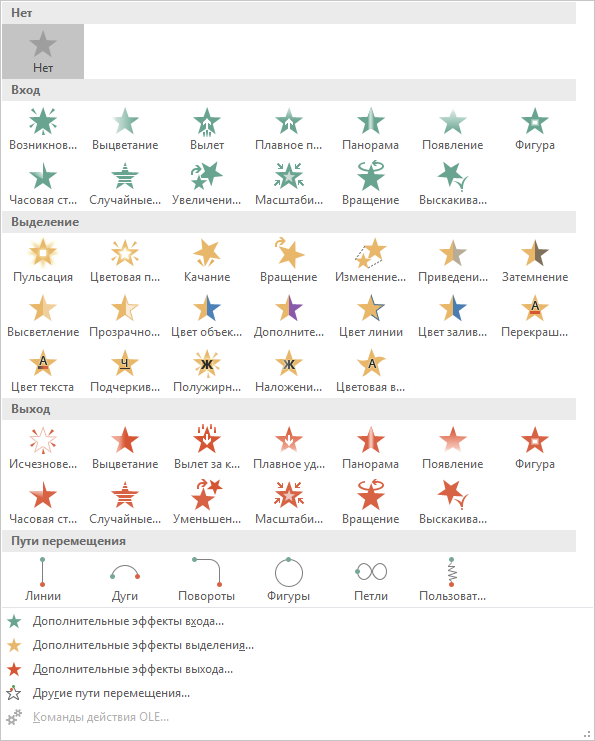 Нет
Нет
Вход
Возникнов... Выцветание Вылет Плавное п... Панорама Появление Фигура
Часовая ст... Случайные... Увеличени... Масштаби... Вращение Выскакива...
Выделение
Пульсация Цветовая п... Качание Вращение Изменение... Приведени... Затемнение
Высветление Прозрачно... Цвет объек... Дополните... Цвет линии Цвет залив... Перекраш...
Цвет текста Подчеркив... Полужирн... Наложени... Цветовая в...
Выход
Исчезнове... Выцветание Вылет за к... Плавное уд... Панорама Появление Фигура
Часовая ст... Случайные... Уменьшен... Масштаби... Вращение Выскакива...
Пути перемещения
Линии Дуги Повороты Фигуры Петли Пользоват...
Дополнительные эффекты входа...
Дополнительные эффекты выделения...
Дополнительные эффекты выхода...
Другие пути перемещения...
Команды действия OLE...